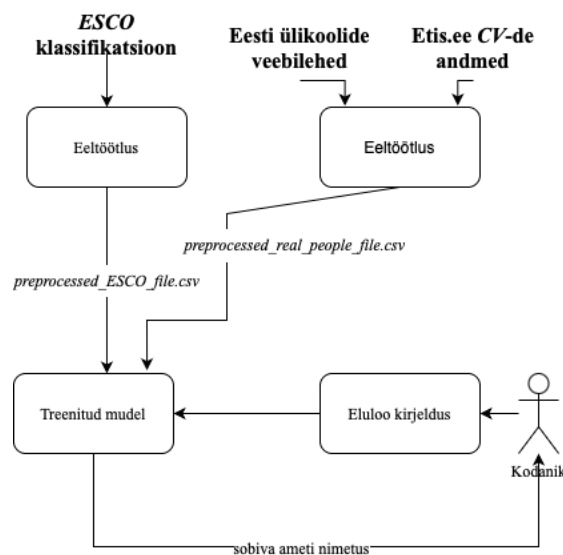 ESCO
klassifikatsioon
Eesti ülikoolide
veebilehed
Etis.ee CV-de
andmed
Eeltöötlus
Eeltöötlus
preprocessed_real_people_file.csv
preprocessed_ESCO_file.csv
Treenitud mudel
Eluloo kirjeldus
Kodanik
sobiva ameti nimetus